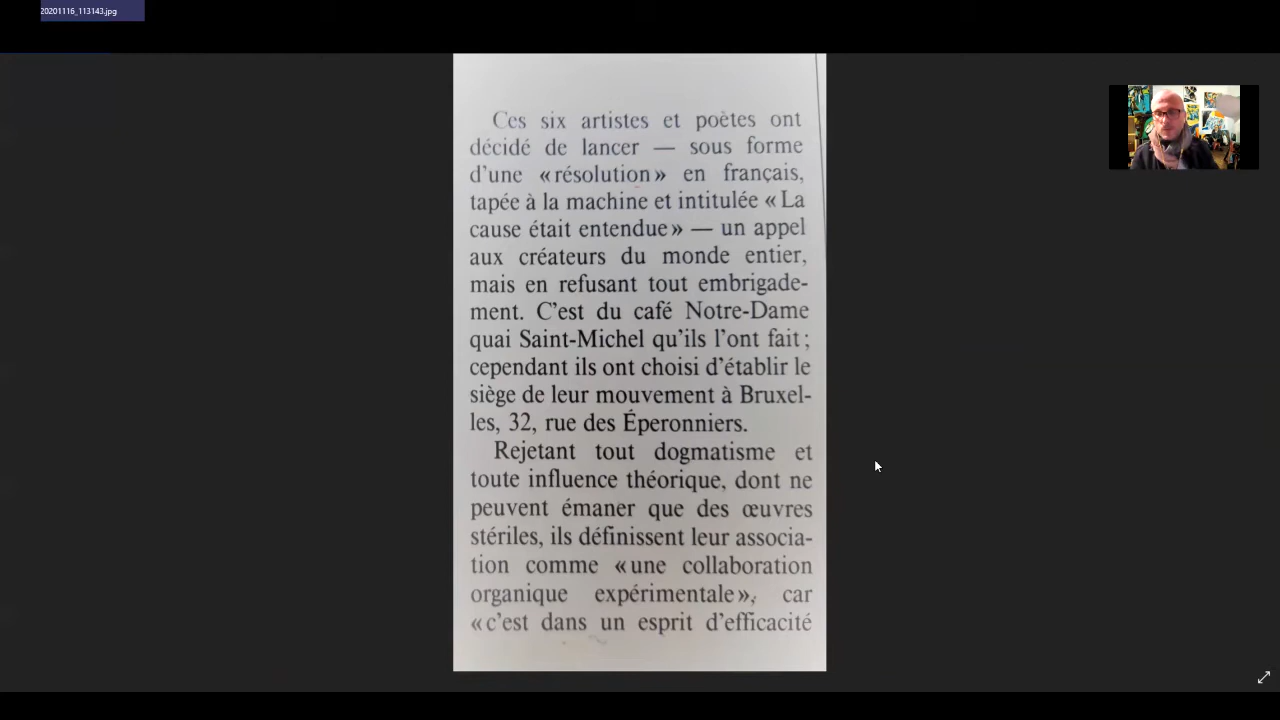 20201116_113143.jpg
Ces six artistes et poètes ont
décidé de lancer — sous forme
d'une «résolution» en français,
tapée à la machine et intitulée «La
cause était entendue» — un appel
aux créateurs du monde entier,
mais en refusant tout embrigade-
ment. C'est du café Notre-Dame
quai Saint-Michel qu'ils l'ont fait;
cependant ils ont choisi d'établir le
siège de leur mouvement à Bruxel-
les, 32, rue des Éperonniers.
Rejetant tout dogmatisme et
toute influence théorique, dont ne
peuvent émaner que des œuvres
stériles, ils définissent leur associa-
tion comme «une collaboration
organique expérimentale», car
«c'est dans un esprit d'efficacité